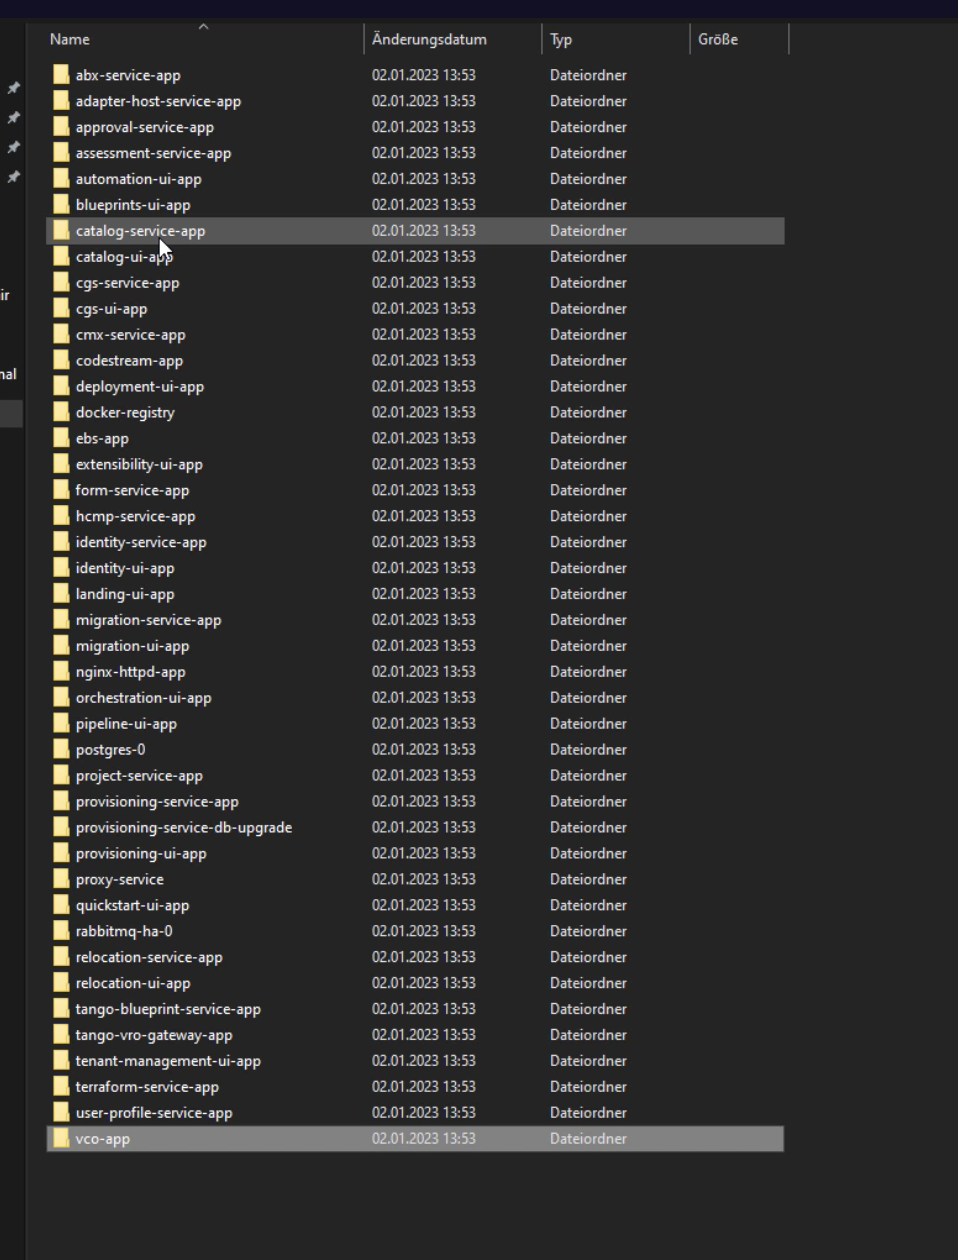 Name Änderungsdatum Typ Größe
abx-service-app 02.01.2023 13:53 Dateiordner
adapter-host-service-app 02.01.2023 13:53 Dateiordner
approval-service-app 02.01.2023 13:53 Dateiordner
assessment-service-app 02.01.2023 13:53 Dateiordner
automation-ui-app 02.01.2023 13:53 Dateiordner
blueprints-ui-app 02.01.2023 13:53 Dateiordner
catalog-service-app 02.01.2023 13:53 Dateiordner
catalog-ui-app 02.01.2023 13:53 Dateiordner
cgs-service-app 02.01.2023 13:53 Dateiordner
ir
cgs-ui-app 02.01.2023 13:53 Dateiordner
cmx-service-app 02.01.2023 13:53 Dateiordner
codestream-app 02.01.2023 13:53 Dateiordner
nal
deployment-ui-app 02.01.2023 13:53 Dateiordner
docker-registry 02.01.2023 13:53 Dateiordner
ebs-app 02.01.2023 13:53 Dateiordner
extensibility-ui-app 02.01.2023 13:53 Dateiordner
form-service-app 02.01.2023 13:53 Dateiordner
hcmp-service-app 02.01.2023 13:53 Dateiordner
identity-service-app 02.01.2023 13:53 Dateiordner
identity-ui-app 02.01.2023 13:53 Dateiordner
landing-ui-app 02.01.2023 13:53 Dateiordner
migration-service-app 02.01.2023 13:53 Dateiordner
migration-ui-app 02.01.2023 13:53 Dateiordner
nginx-httpd-app 02.01.2023 13:53 Dateiordner
orchestration-ui-app 02.01.2023 13:53 Dateiordner
pipeline-ui-app 02.01.2023 13:53 Dateiordner
postgres-0 02.01.2023 13:53 Dateiordner
project-service-app 02.01.2023 13:53 Dateiordner
provisioning-service-app 02.01.2023 13:53 Dateiordner
provisioning-service-db-upgrade 02.01.2023 13:53 Dateiordner
provisioning-ui-app 02.01.2023 13:53 Dateiordner
proxy-service 02.01.2023 13:53 Dateiordner
quickstart-ui-app 02.01.2023 13:53 Dateiordner
rabbitmq-ha-0 02.01.2023 13:53 Dateiordner
relocation-service-app 02.01.2023 13:53 Dateiordner
relocation-ui-app 02.01.2023 13:53 Dateiordner
tango-blueprint-service-app 02.01.2023 13:53 Dateiordner
tango-vro-gateway-app 02.01.2023 13:53 Dateiordner
tenant-management-ui-app 02.01.2023 13:53 Dateiordner
terraform-service-app 02.01.2023 13:53 Dateiordner
user-profile-service-app 02.01.2023 13:53 Dateiordner
vco-app 02.01.2023 13:53 Dateiordner